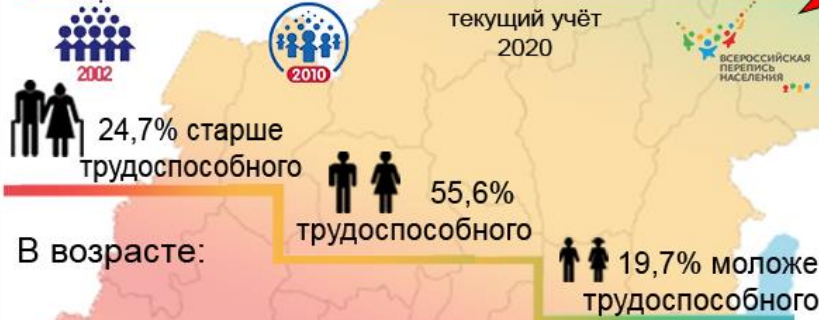 текущий учёт
2020
2002
2010
ВСЕРОССИЙСКАЯ
ПЕРЕПИСЬ
НАСЕЛЕНИЯ
24,7% старше
трудоспособного
55,6%
трудоспособного
В возрасте:
19,7% моложе
трудоспособного